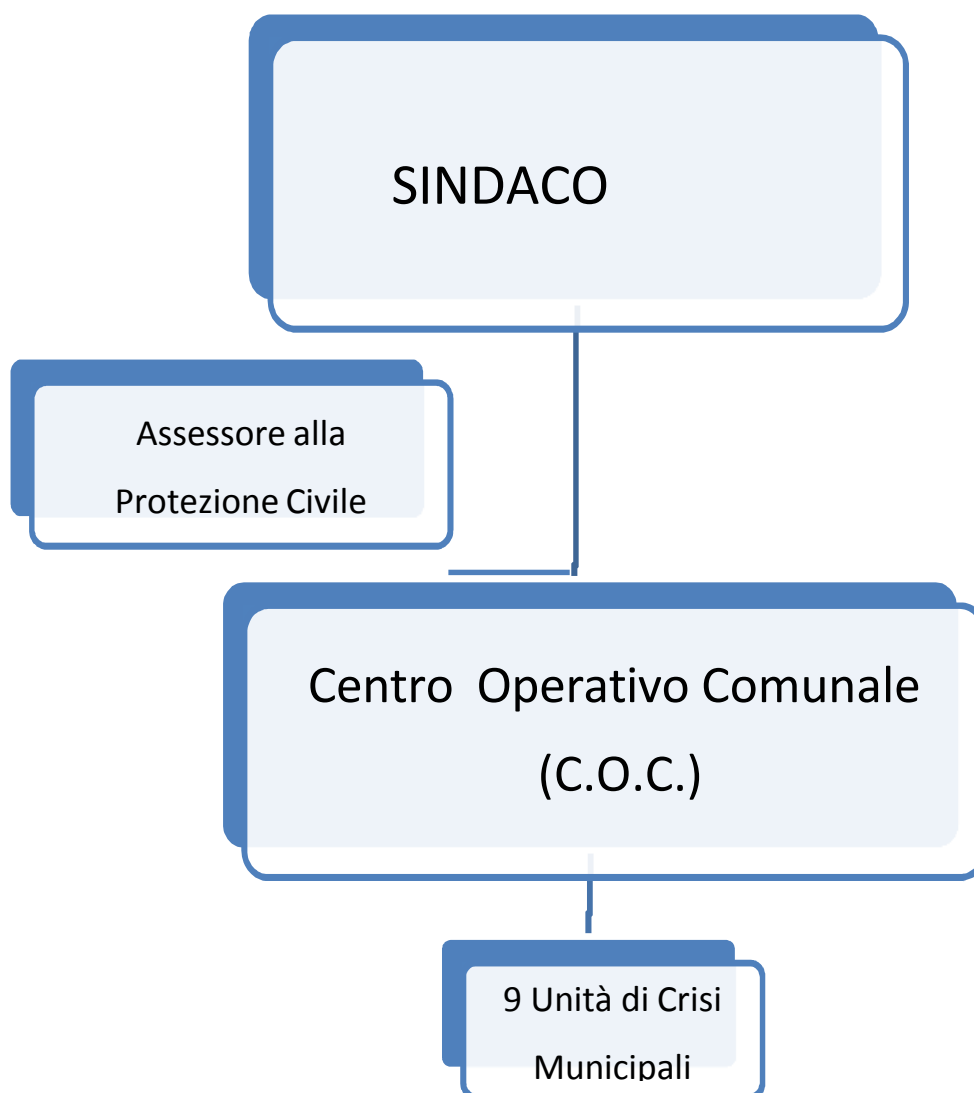 SINDACO
Assessore alla
Protezione Civile
Centro Operativo Comunale
(C.O.C.)
9 Unità di Crisi
Municipali